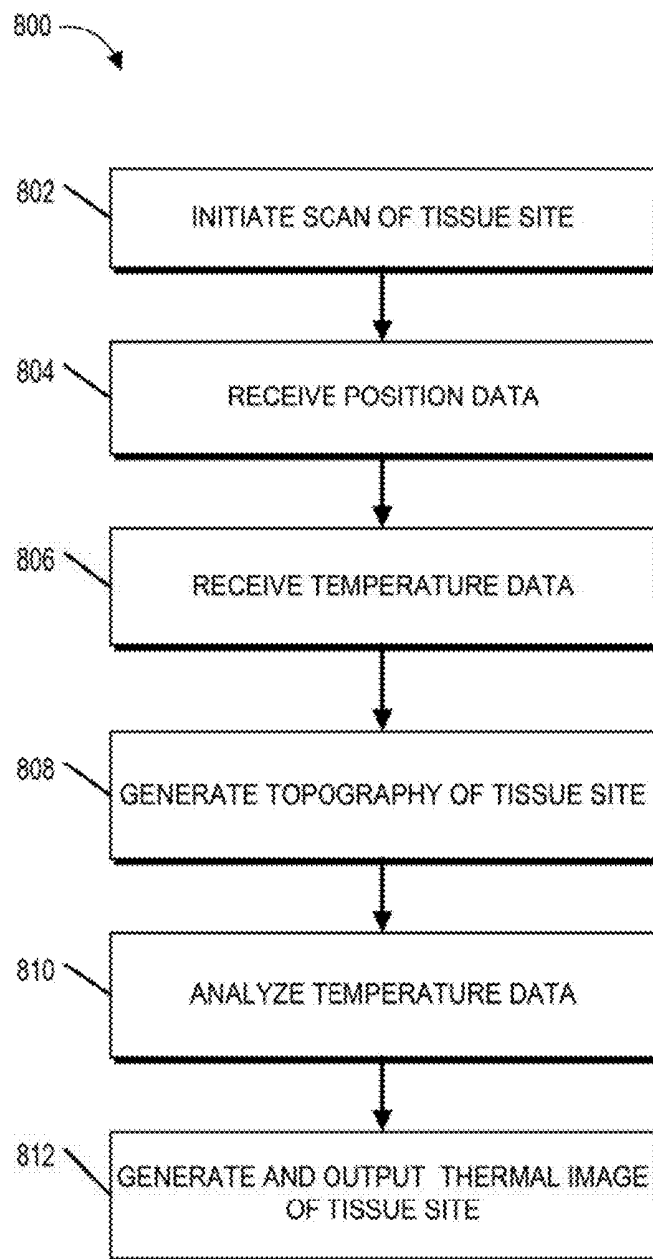 800
802
INITIATE SCAN OF TISSUE SITE
804
RECEIVE POSITION DATA
806
RECEIVE TEMPERATURE DATA
808
GENERATE TOPOGRAPHY OF TISSUE SITE
810
ANALYZE TEMPERATURE DATA
812
GENERATE AND OUTPUT THERMAL IMAGE
OF TISSUE SITE